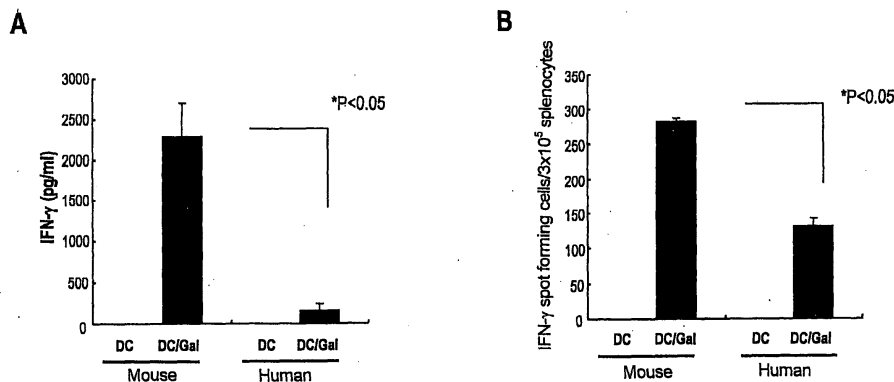 A
IFN-γ (pg/ml)
3000
2500
2000
1500
1000
500
0
*P<0.05
DC
DC/Gal
DC
DC/Gal
Mouse
Human
B
IFN-γ spot forming cells/3x10⁵ splenocytes
350
300
250
200
150
100
50
0
*P<0.05
DC
DC/Gal
DC
DC/Gal
Mouse
Human